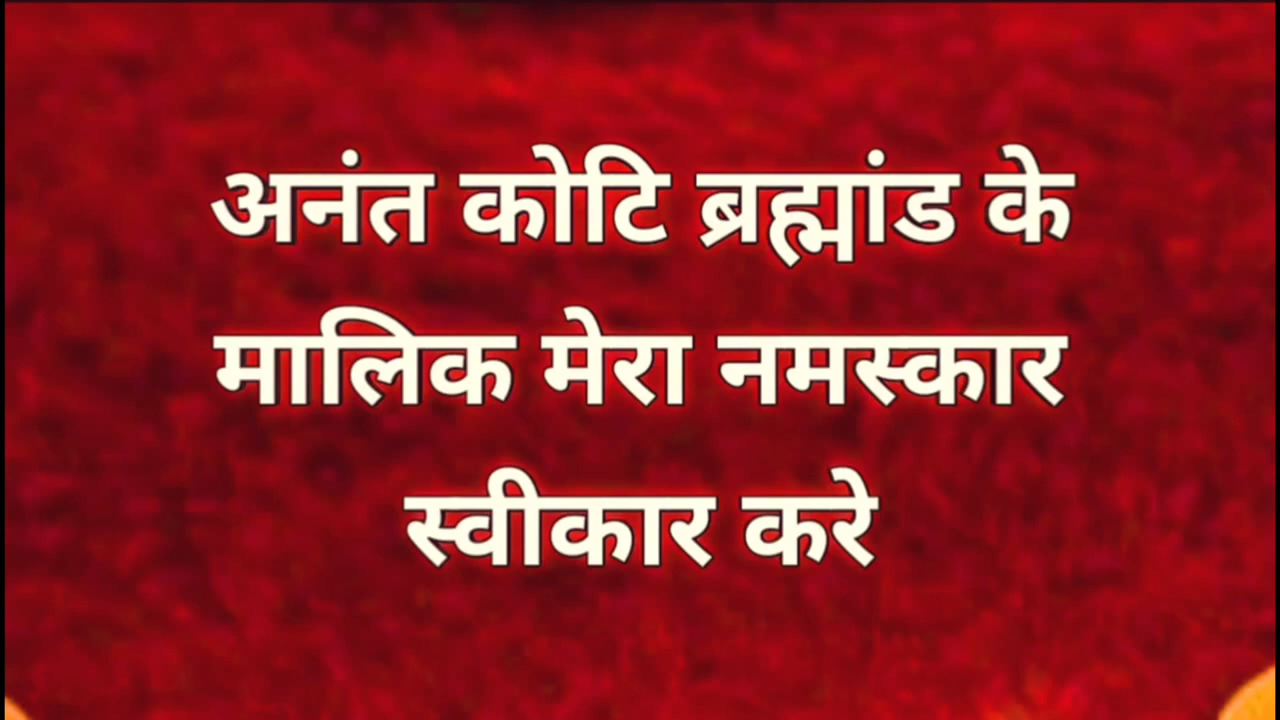 अनंत कोटि ब्रह्मांड के
मालिक मेरा नमस्कार
स्वीकार करे